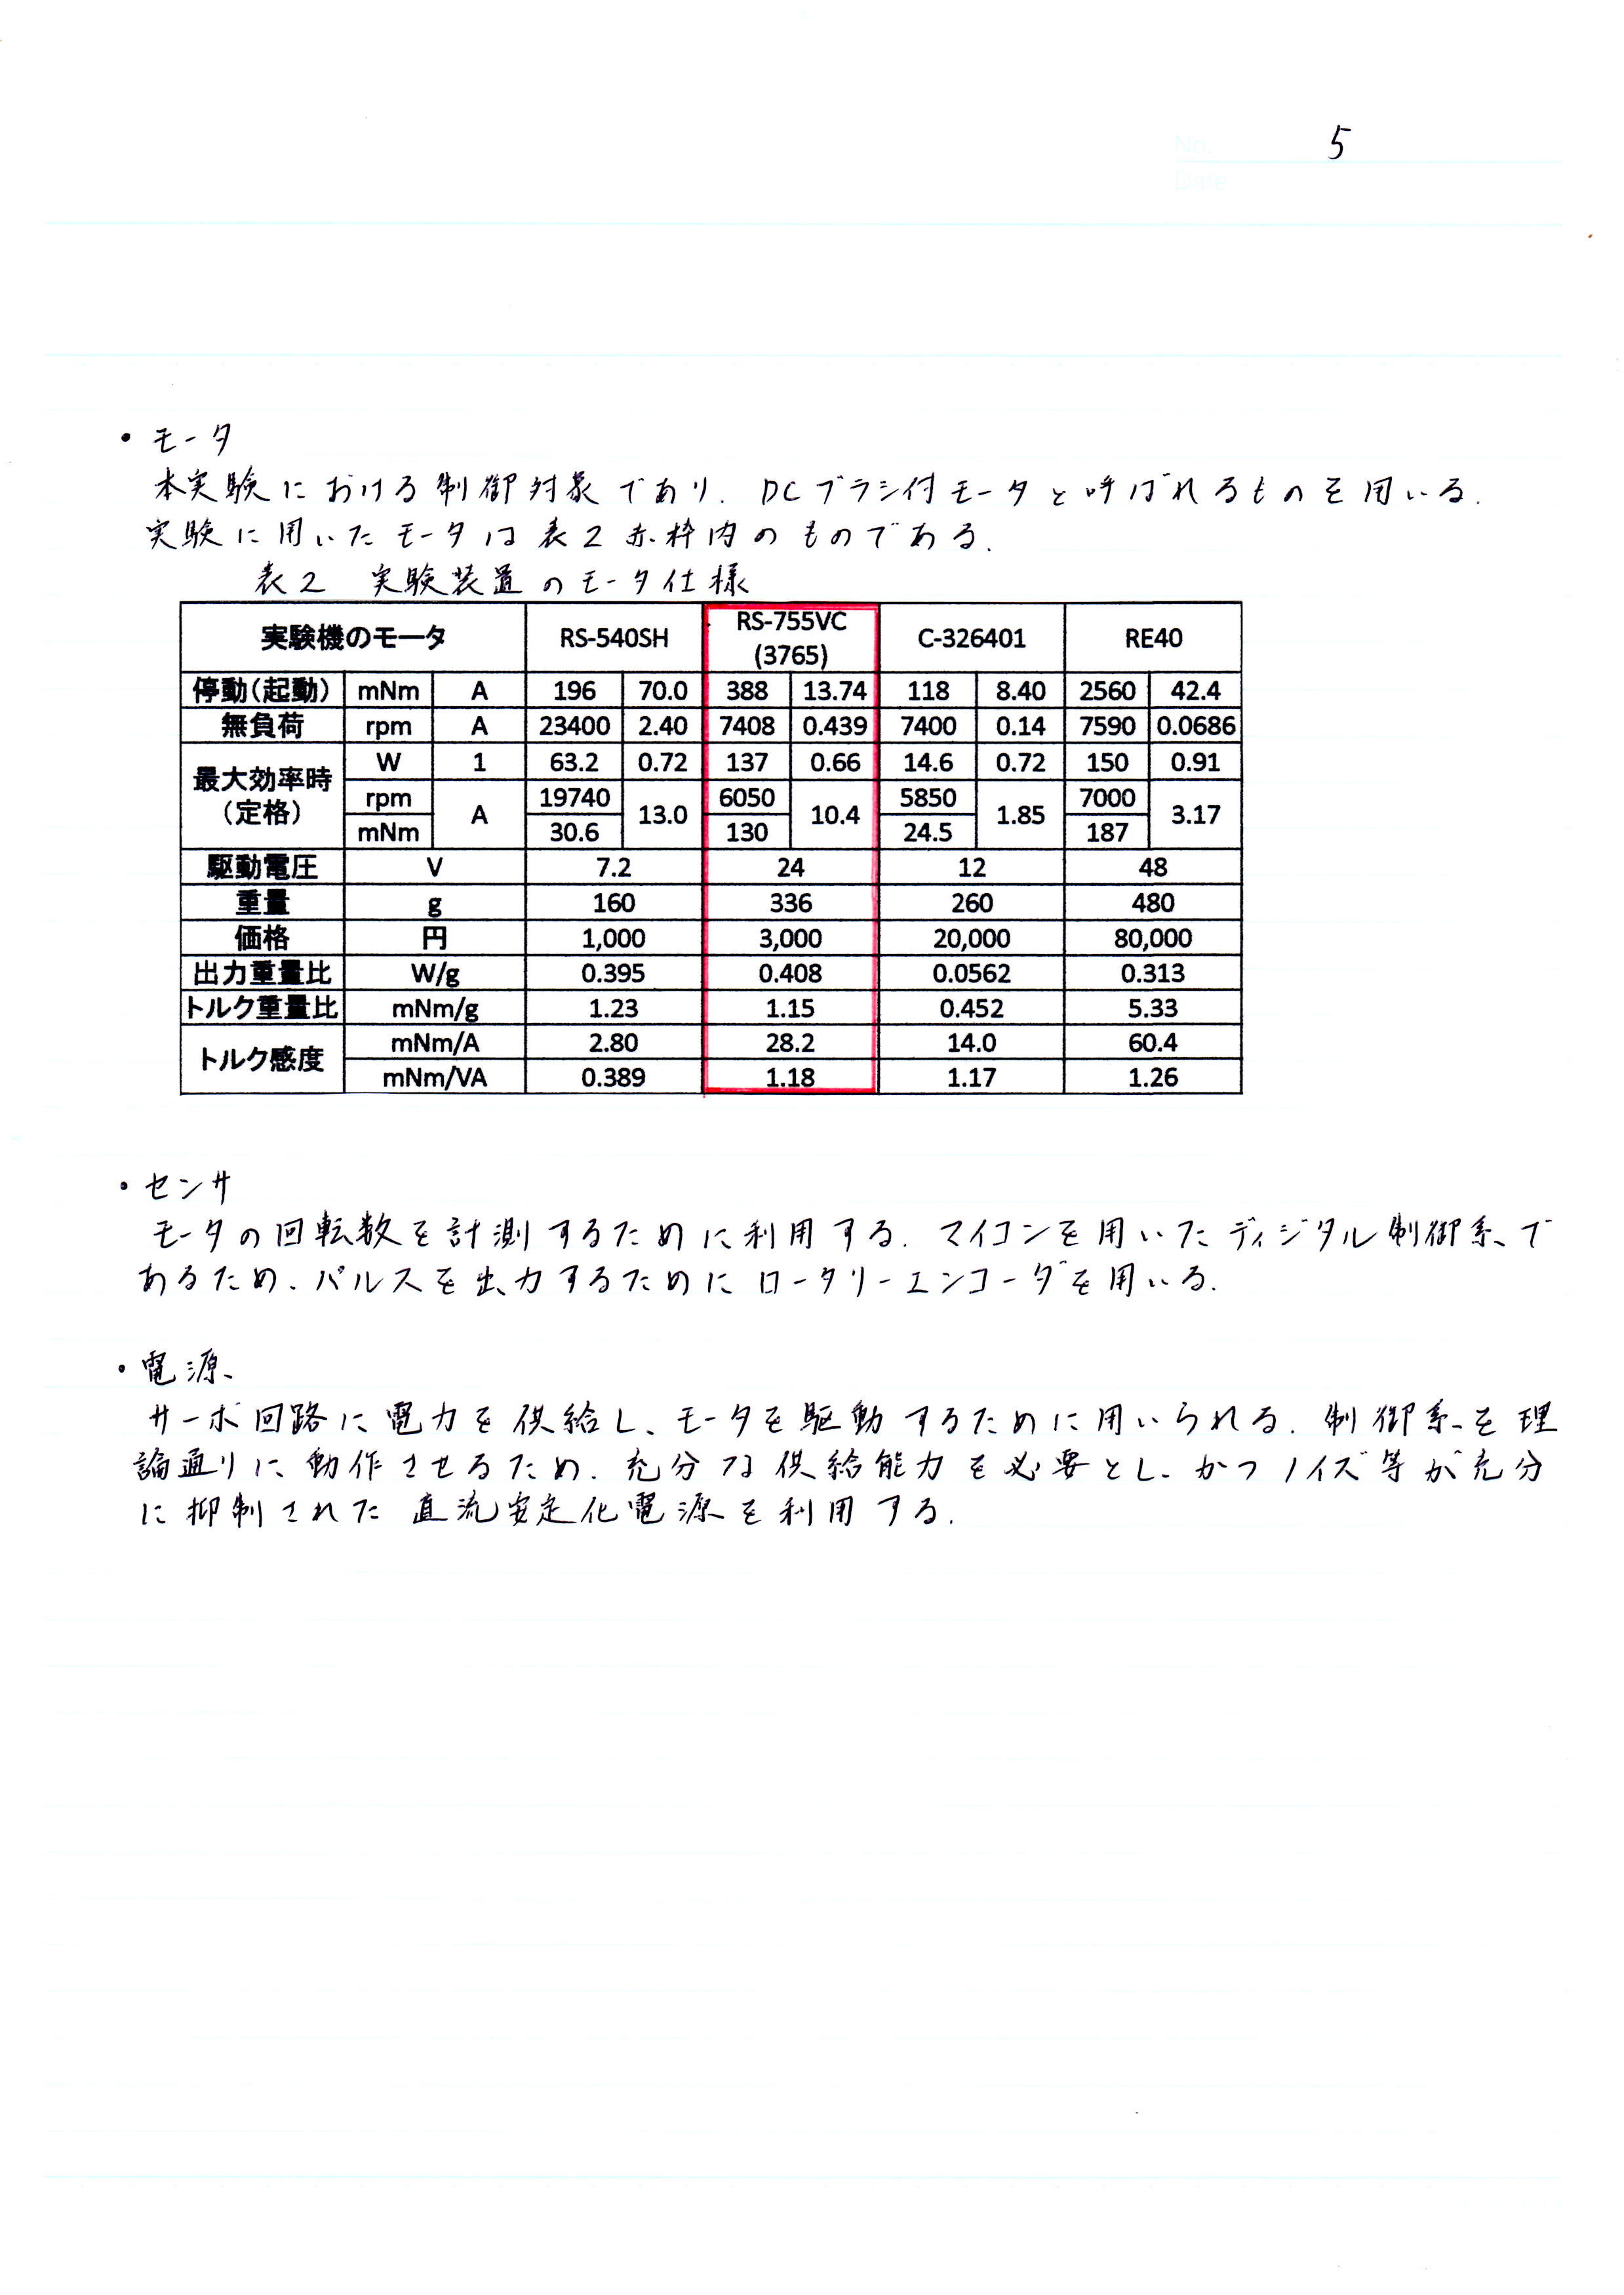 No. 5
Date
・モータ
本実験における制御対象であり、DCブラシ付モータと呼ばれるものを用いる.
実験に用いたモータは表2赤枠内のものである.
表2 実験装置のモータ仕様
実験機のモータ RS-540SH RS-755VC (3765) C-326401 RE40
停動(起動) mNm A 196 70.0 388 13.74 118 8.40 2560 42.4
無負荷 rpm A 23400 2.40 7408 0.439 7400 0.14 7590 0.0686
最大効率時(定格) W 1 63.2 0.72 137 0.66 14.6 0.72 150 0.91
rpm A 19740 13.0 6050 10.4 5850 1.85 7000 3.17
mNm 30.6 130 24.5 187
駆動電圧 V 7.2 24 12 48
重量 g 160 336 260 480
価格 円 1,000 3,000 20,000 80,000
出力重量比 W/g 0.395 0.408 0.0562 0.313
トルク重量比 mNm/g 1.23 1.15 0.452 5.33
トルク感度 mNm/A 2.80 28.2 14.0 60.4
mNm/VA 0.389 1.18 1.17 1.26
・センサ
モータの回転数を計測するために利用する. マイコンを用いたディジタル制御系で
あるため、パルスを出力するためにロータリーエンコーダを用いる.
・電源
サーボ回路に電力を供給し、モータを駆動するために用いられる. 制御系を理
論通りに動作させるため、充分な供給能力を必要とし、かつノイズ等が充分
に抑制された直流安定化電源を利用する.